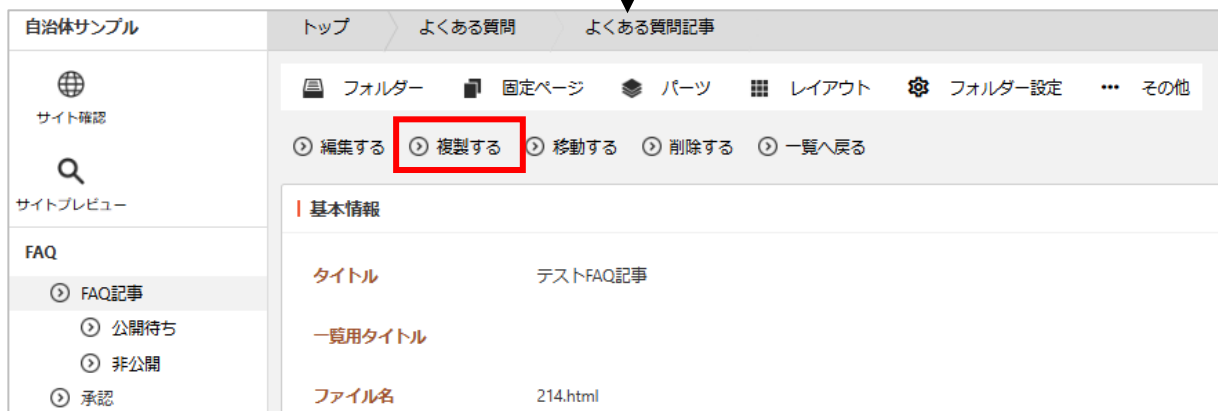 自治体サンプル
トップ よくある質問 よくある質問記事
サイト確認
サイトプレビュー
フォルダー 固定ページ パーツ レイアウト フォルダー設定 ··· その他
編集する 複製する 移動する 削除する 一覧へ戻る
FAQ
FAQ記事
公開待ち
非公開
承認
基本情報
タイトル テストFAQ記事
一覧用タイトル
ファイル名 214.html